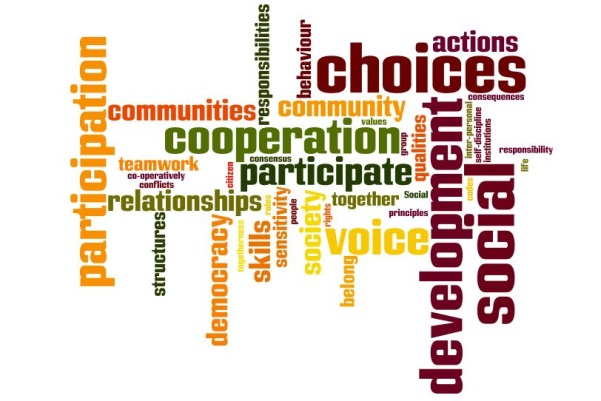 responsibilities
behaviour
participation
choices
actions
consequences
communities
community
values
cooperation
group
qualities
development
inter-personal
self-discipline
institutions
responsibility
life
teamwork
consensus
participate
co-operatively
conflicts
citizen
relationships
roles
sensitivity
people
together
Social
codes
social
principles
rights
society
voice
structures
democracy
togetherness
skills
belong